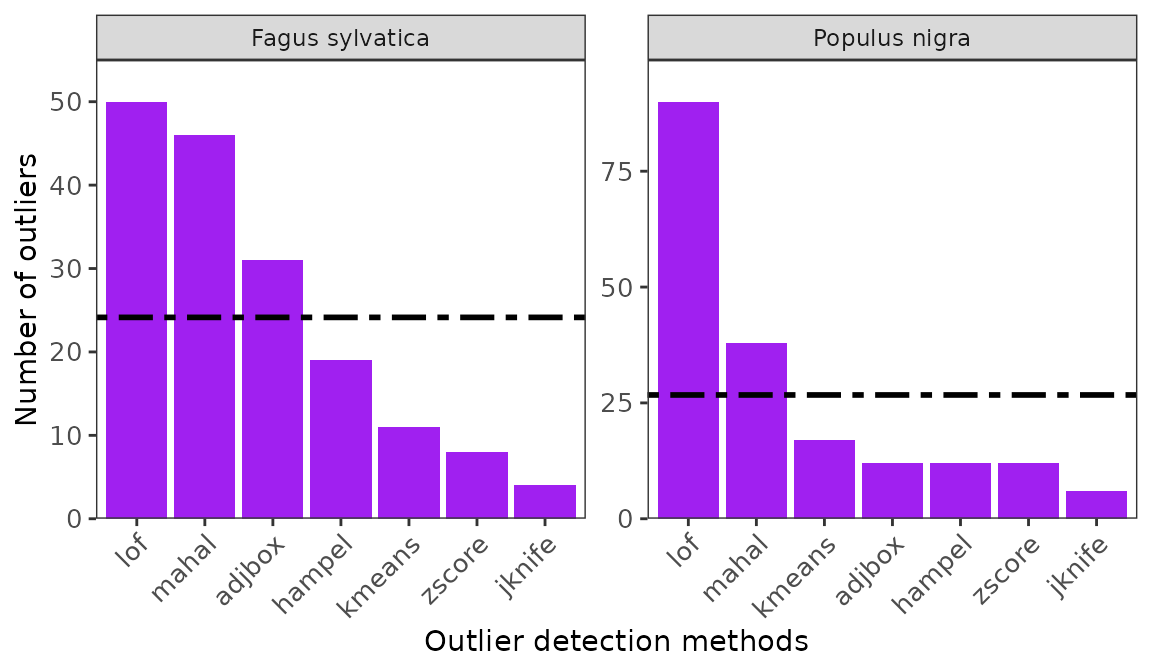 Fagus sylvatica
Populus nigra
Number of outliers
50
40
30
20
10
0
75
50
25
0
lof
mahal
adjbox
hampel
kmeans
zscore
jknife
lof
mahal
kmeans
adjbox
hampel
zscore
jknife
Outlier detection methods